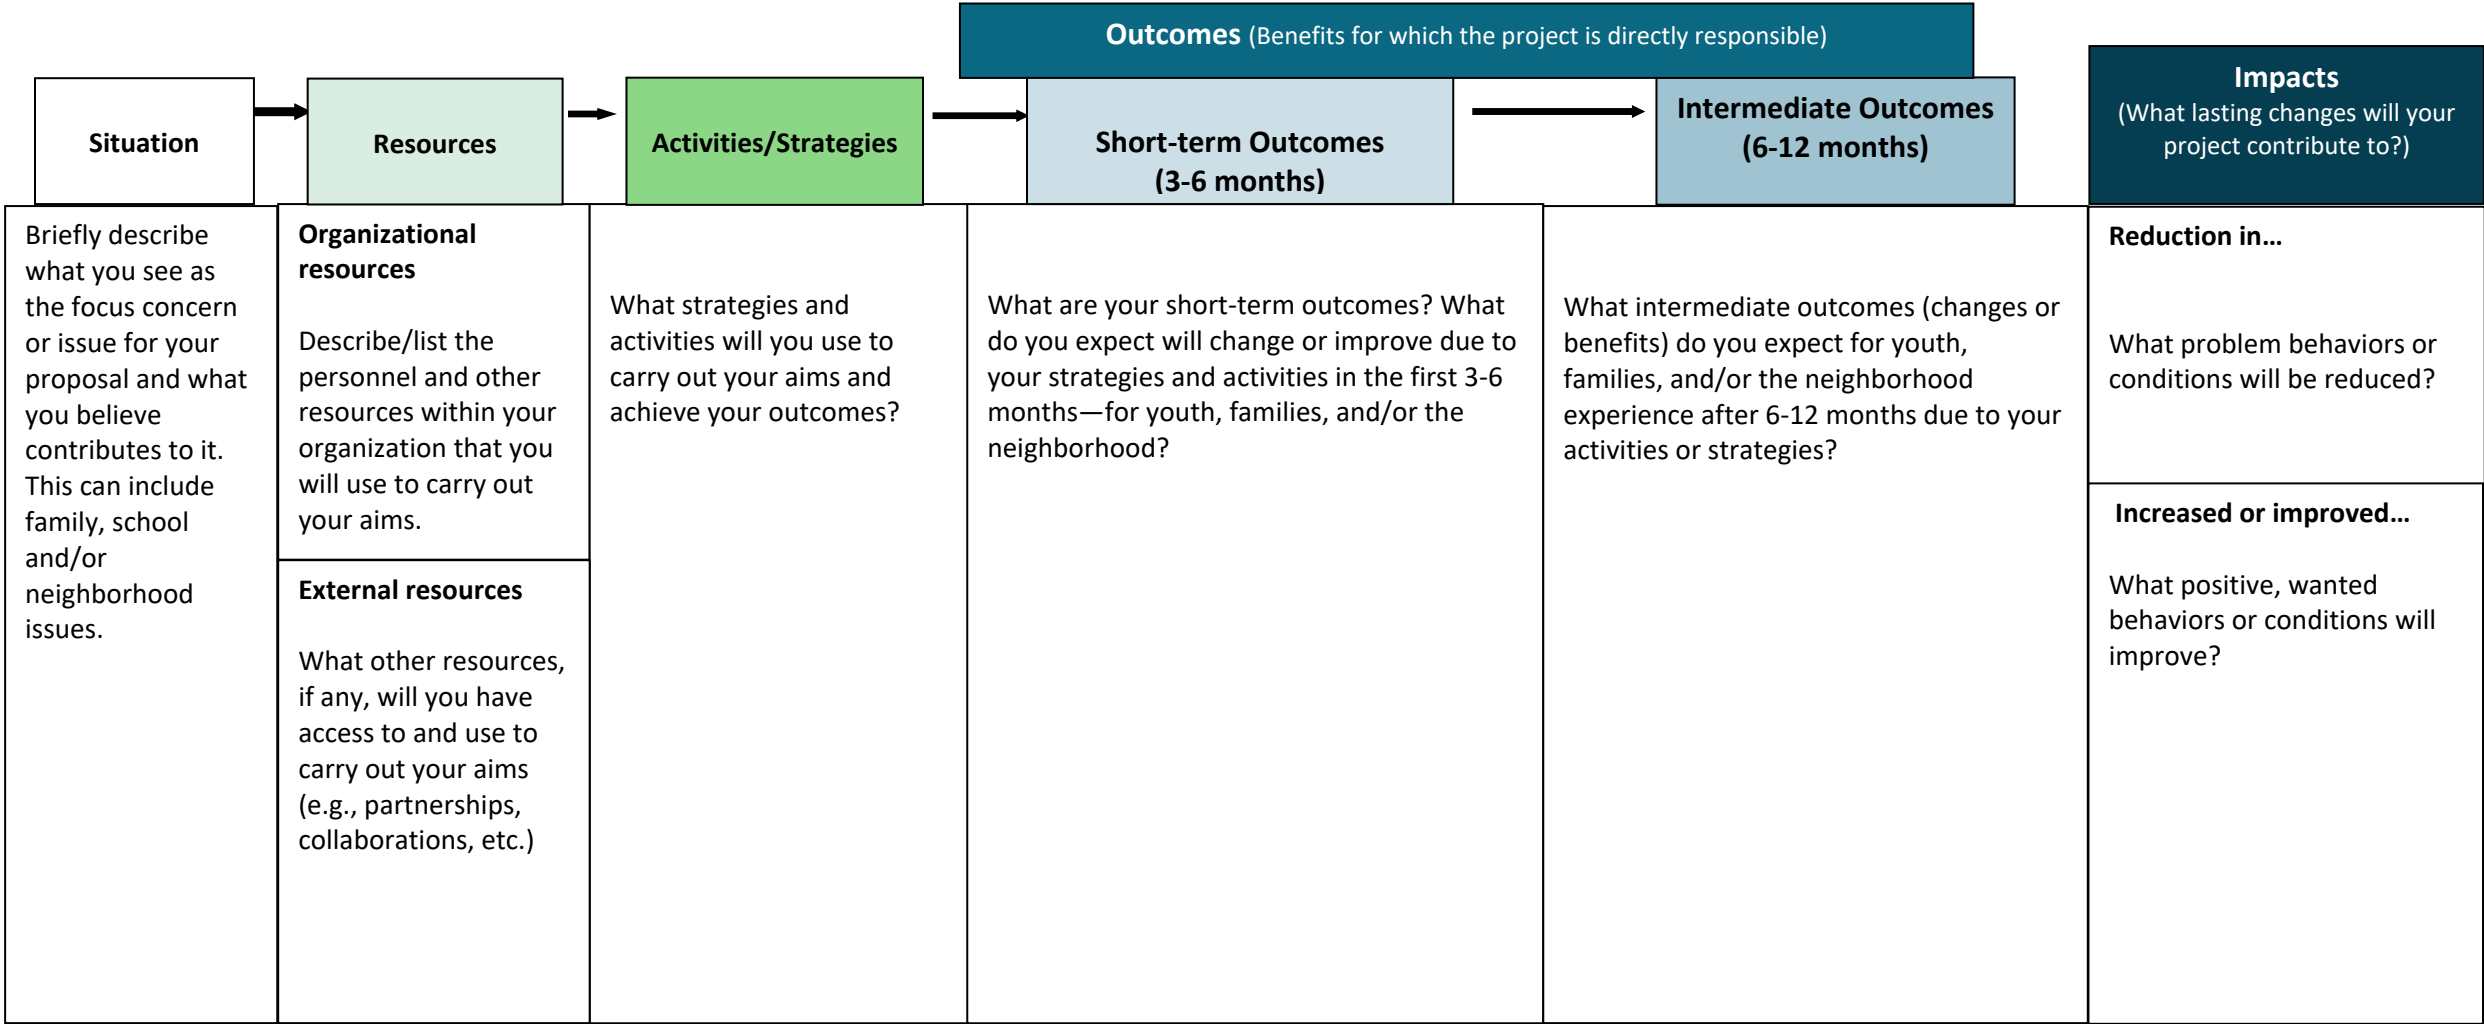 Outcomes (Benefits for which the project is directly responsible)
Situation
Resources
Activities/Strategies
Short-term Outcomes
(3-6 months)
Intermediate Outcomes
(6-12 months)
Impacts
(What lasting changes will your
project contribute to?)
Briefly describe
what you see as
the focus concern
or issue for your
proposal and what
you believe
contributes to it.
This can include
family, school
and/or
neighborhood
issues.
Organizational
resources
Describe/list the
personnel and other
resources within your
organization that you
will use to carry out
your aims.
External resources
What other resources,
if any, will you have
access to and use to
carry out your aims
(e.g., partnerships,
collaborations, etc.)
What strategies and
activities will you use to
carry out your aims and
achieve your outcomes?
What are your short-term outcomes? What
do you expect will change or improve due to
your strategies and activities in the first 3-6
months—for youth, families, and/or the
neighborhood?
What intermediate outcomes (changes or
benefits) do you expect for youth,
families, and/or the neighborhood
experience after 6-12 months due to your
activities or strategies?
Reduction in…
What problem behaviors or
conditions will be reduced?
Increased or improved…
What positive, wanted
behaviors or conditions will
improve?